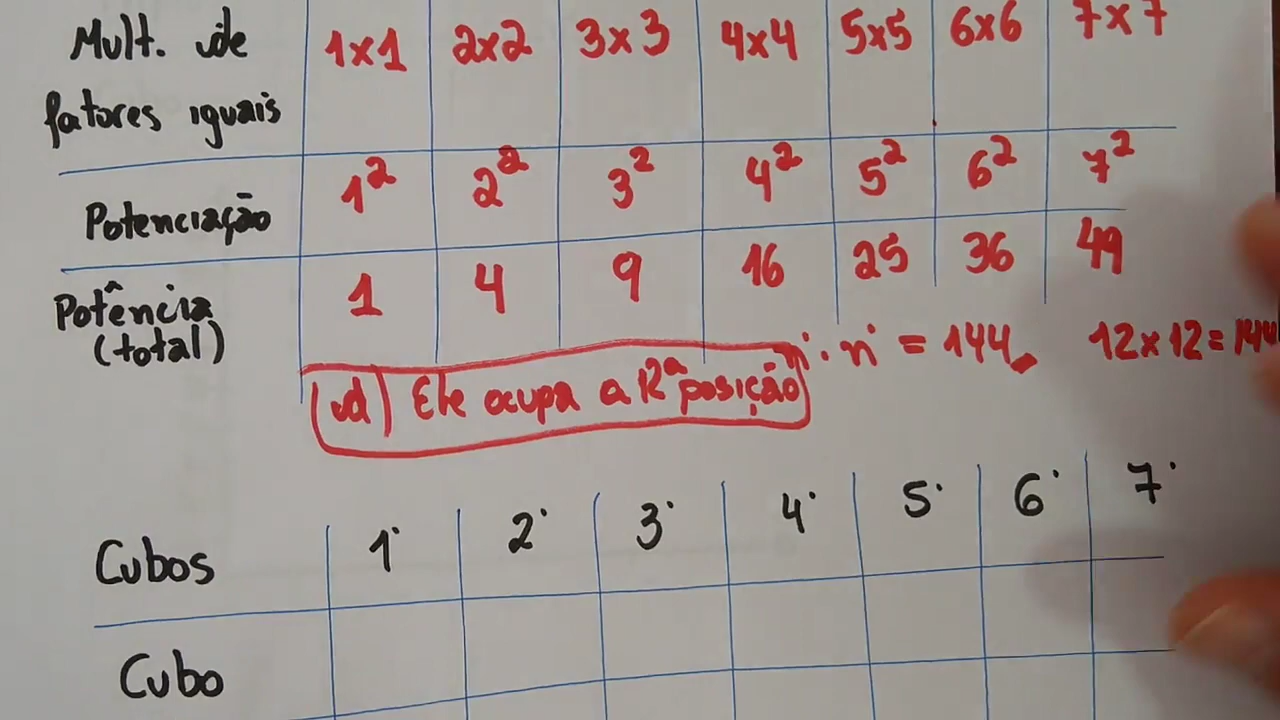 Mult. de fatores iguais 1x1 2x2 3x3 4x4 5x5 6x6 7x7
Potenciação 1² 2² 3² 4² 5² 6² 7²
Potência (total) 1 4 9 16 25 36 49
n · n = 144 12x12=144
d) Ele ocupa a 12ª posição
Cubos 1· 2· 3· 4· 5· 6· 7·
Cubo